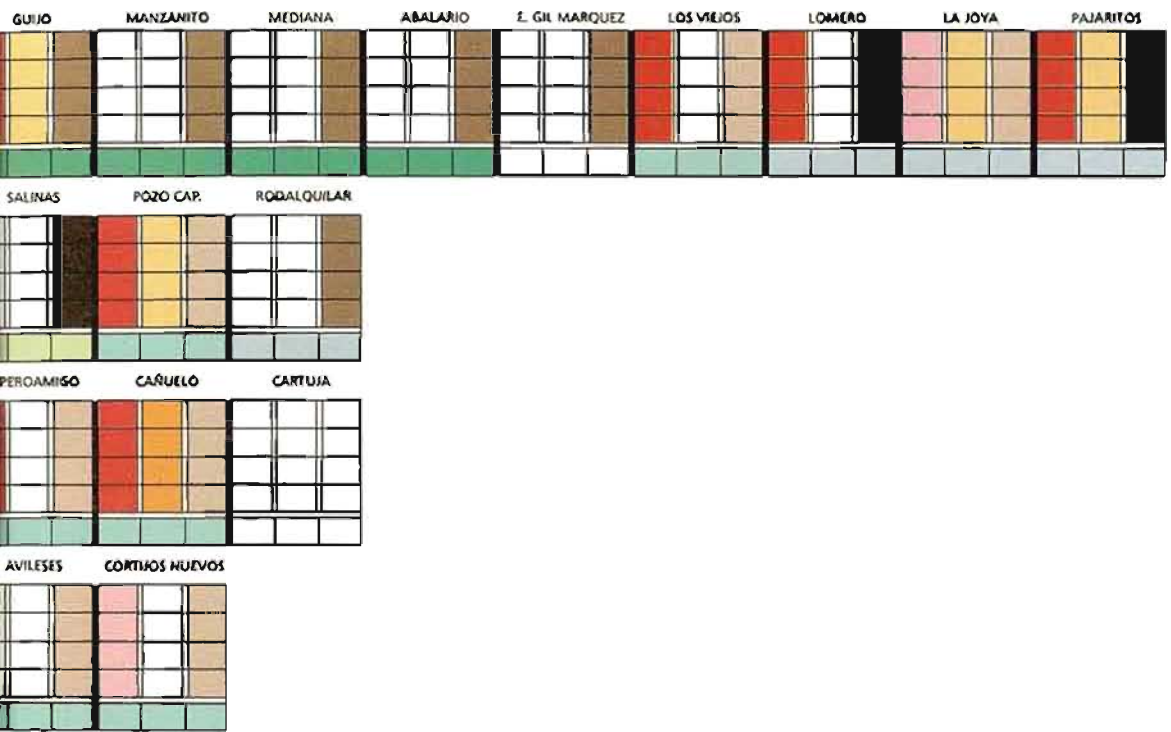 GUIJO MANZANITO MEDIANA ABALARIO E. GIL MARQUEZ LOS VIEJOS LOMERO LA JOYA PAJARITOS
SALINAS POZO CAP. RODALQUILAR
PEROAMIGO CAÑUELO CARTUJA
AVILESES CORTIJOS NUEVOS